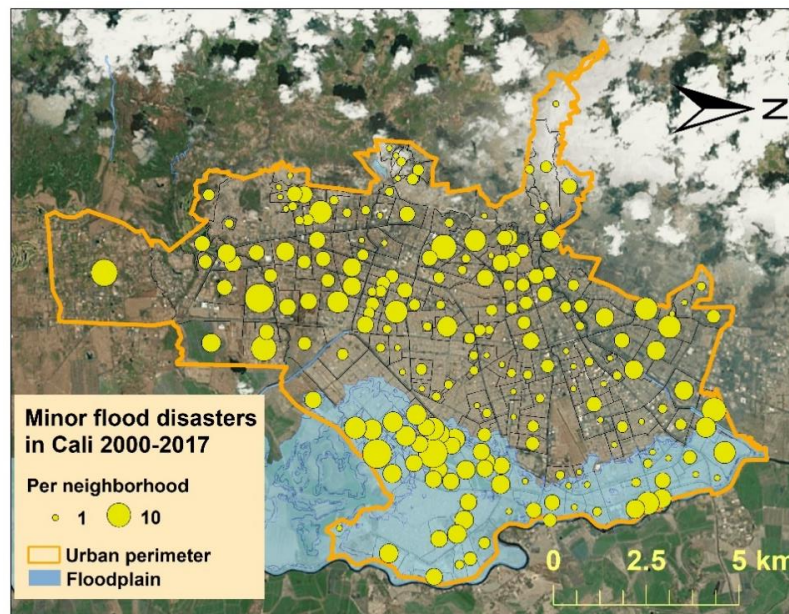 N
Minor flood disasters
in Cali 2000-2017
Per neighborhood
1 10
Urban perimeter
Floodplain
0 2.5 5 km